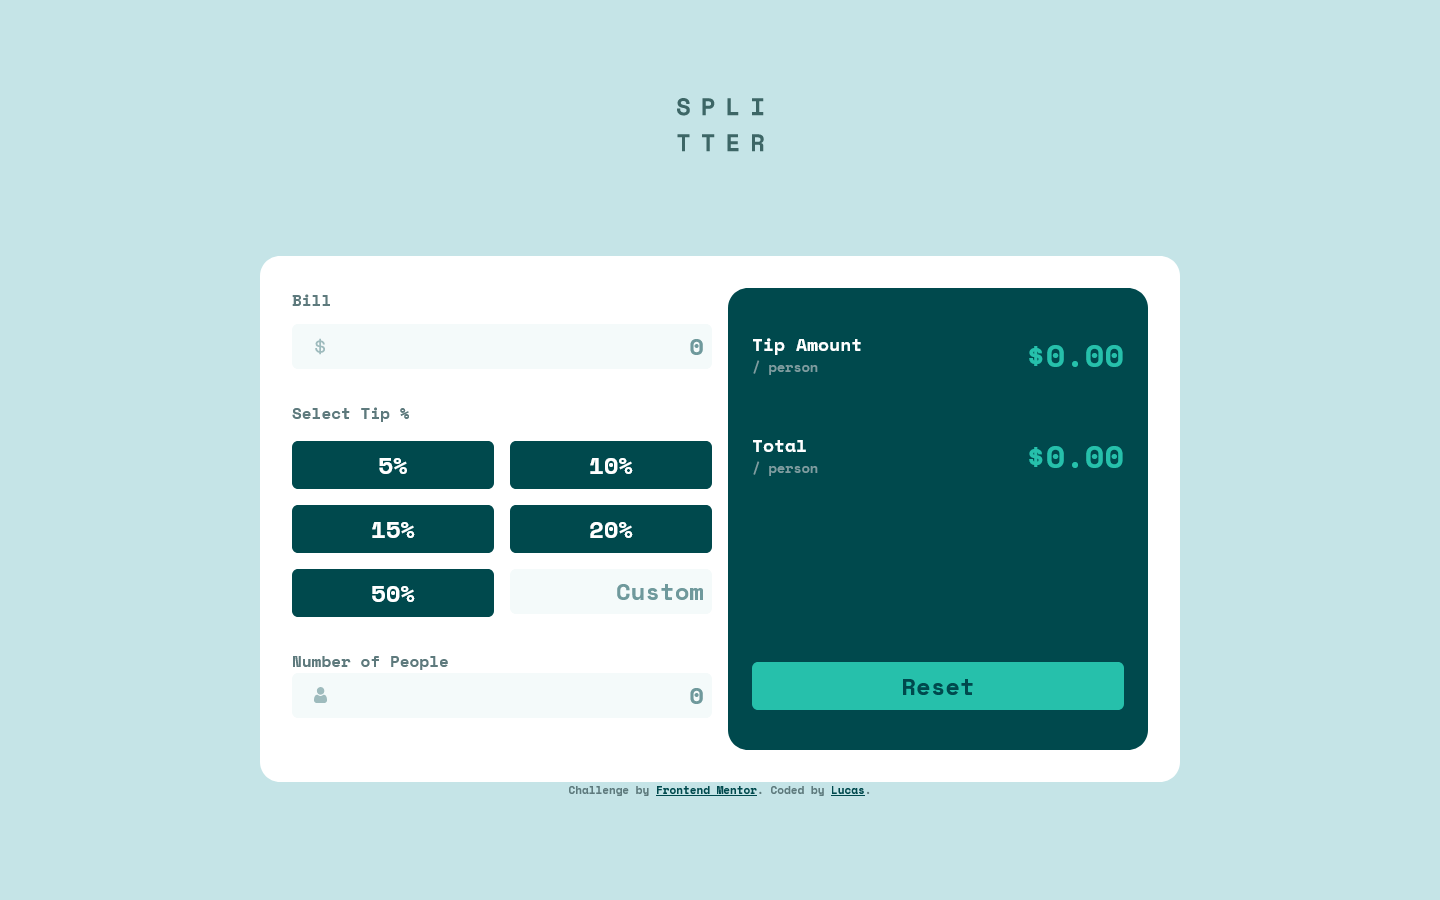 SPLI
TTER
Bill
$ 0
Select Tip %
5% 10%
15% 20%
50% Custom
Number of People
0
Tip Amount
/ person
$0.00
Total
/ person
$0.00
Reset
Challenge by Frontend Mentor. Coded by Lucas.